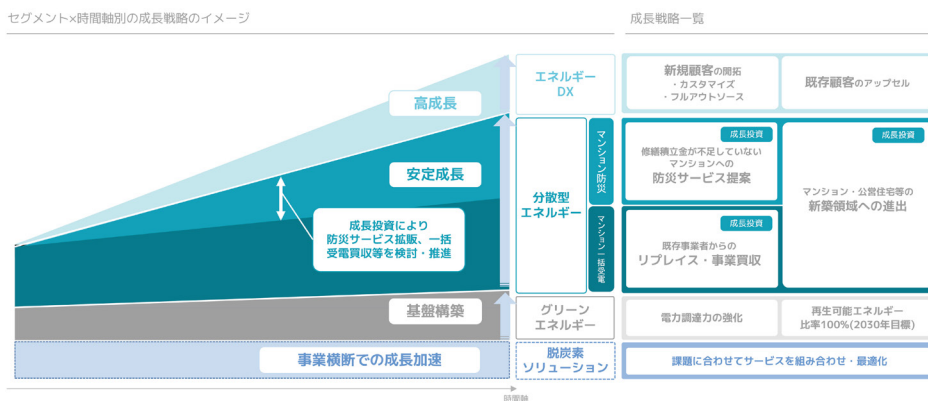 セグメント×時間軸別の成長戦略のイメージ
成長戦略一覧
高成長
安定成長
成長投資により
防災サービス拡販、一括
受電買収等を検討・推進
基盤構築
事業横断での成長加速
時間軸
エネルギー
DX
分散型
エネルギー
マンション防災
マンション一括受電
グリーン
エネルギー
脱炭素
ソリューション
新規顧客の開拓
・カスタマイズ
・フルアウトソース
既存顧客のアップセル
成長投資
修繕積立金が不足していない
マンションへの
防災サービス提案
成長投資
既存事業者からの
リプレイス・事業買収
成長投資
マンション・公営住宅等の
新築領域への進出
電力調達力の強化
再生可能エネルギー
比率100%(2030年目標)
課題に合わせてサービスを組み合わせ・最適化